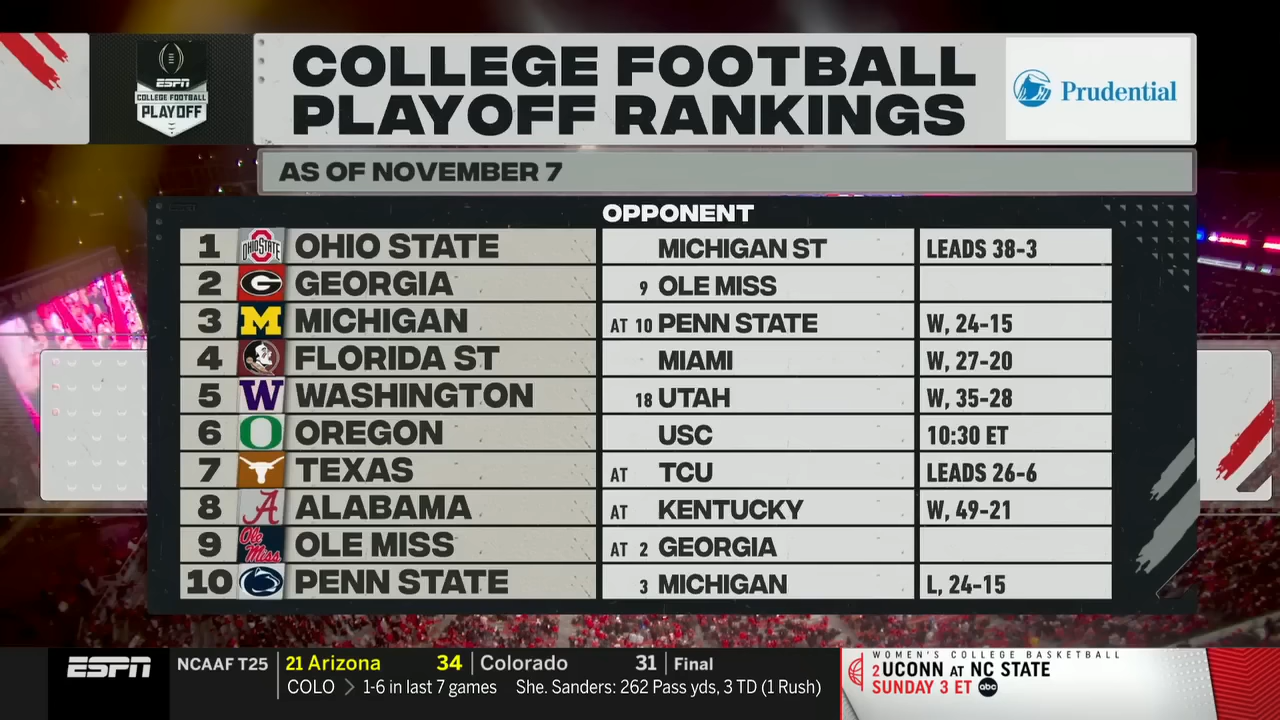 COLLEGE FOOTBALL
PLAYOFF RANKINGS
ESPN
COLLEGE FOOTBALL
PLAYOFF
Prudential
AS OF NOVEMBER 7
OPPONENT
1 OHIO STATE OHIO STATE MICHIGAN ST LEADS 38-3
2 G GEORGIA 9 OLE MISS
3 M MICHIGAN AT 10 PENN STATE W, 24-15
4 FLORIDA ST MIAMI W, 27-20
5 W WASHINGTON 18 UTAH W, 35-28
6 O OREGON USC 10:30 ET
7 TEXAS AT TCU LEADS 26-6
8 A ALABAMA AT KENTUCKY W, 49-21
9 Ole Miss OLE MISS AT 2 GEORGIA
10 PENN STATE 3 MICHIGAN L, 24-15
ESPN NCAAF T25 21 Arizona 34 Colorado 31 Final
COLO > 1-6 in last 7 games She. Sanders: 262 Pass yds, 3 TD (1 Rush)
WOMEN'S COLLEGE BASKETBALL
2 UCONN AT NC STATE
SUNDAY 3 ET abc